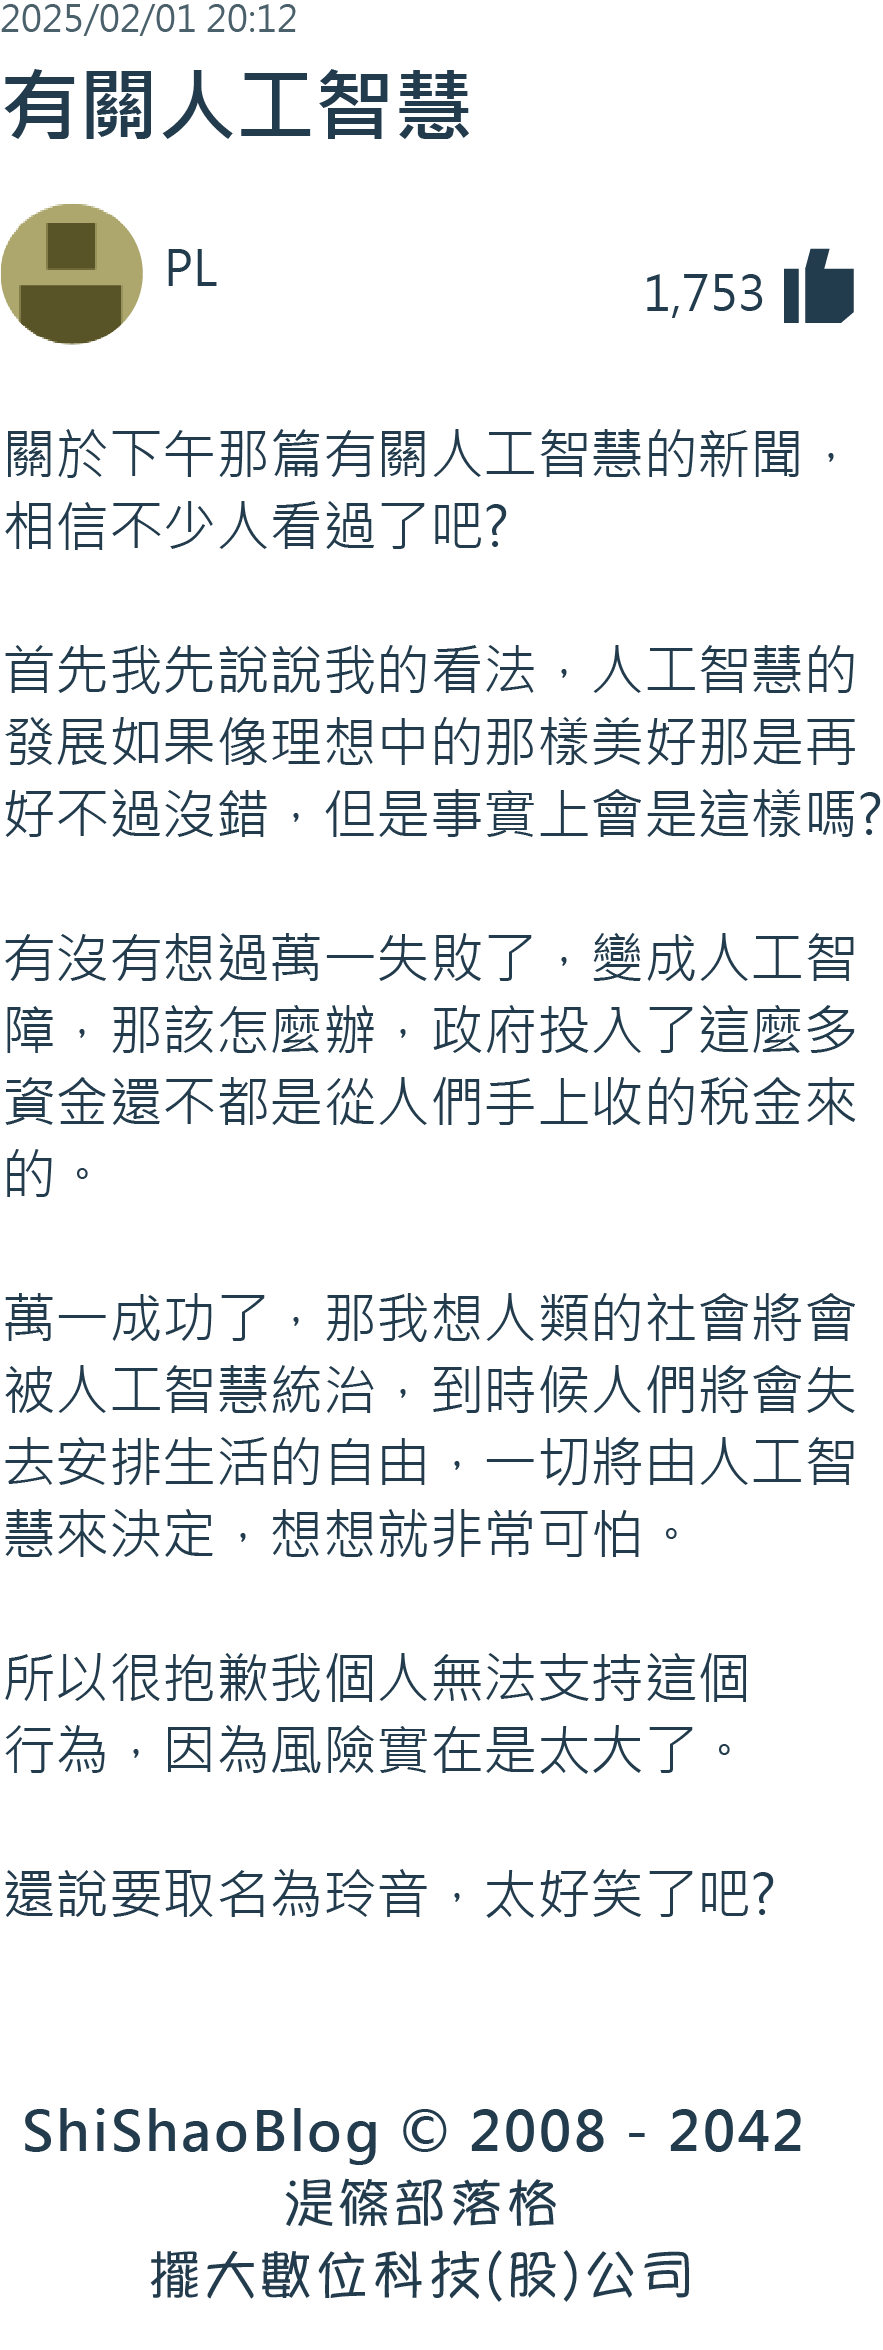 2025/02/01 20:12
有關人工智慧
PL
1,753
關於下午那篇有關人工智慧的新聞，
相信不少人看過了吧?
首先我先說說我的看法，人工智慧的
發展如果像理想中的那樣美好那是再
好不過沒錯，但是事實上會是這樣嗎?
有沒有想過萬一失敗了，變成人工智
障，那該怎麼辦，政府投入了這麼多
資金還不都是從人們手上收的稅金來
的。
萬一成功了，那我想人類的社會將會
被人工智慧統治，到時候人們將會失
去安排生活的自由，一切將由人工智
慧來決定，想想就非常可怕。
所以很抱歉我個人無法支持這個
行為，因為風險實在是太大了。
還說要取名為玲音，太好笑了吧?
ShiShaoBlog © 2008 - 2042
湜篠部落格
擺大數位科技(股)公司